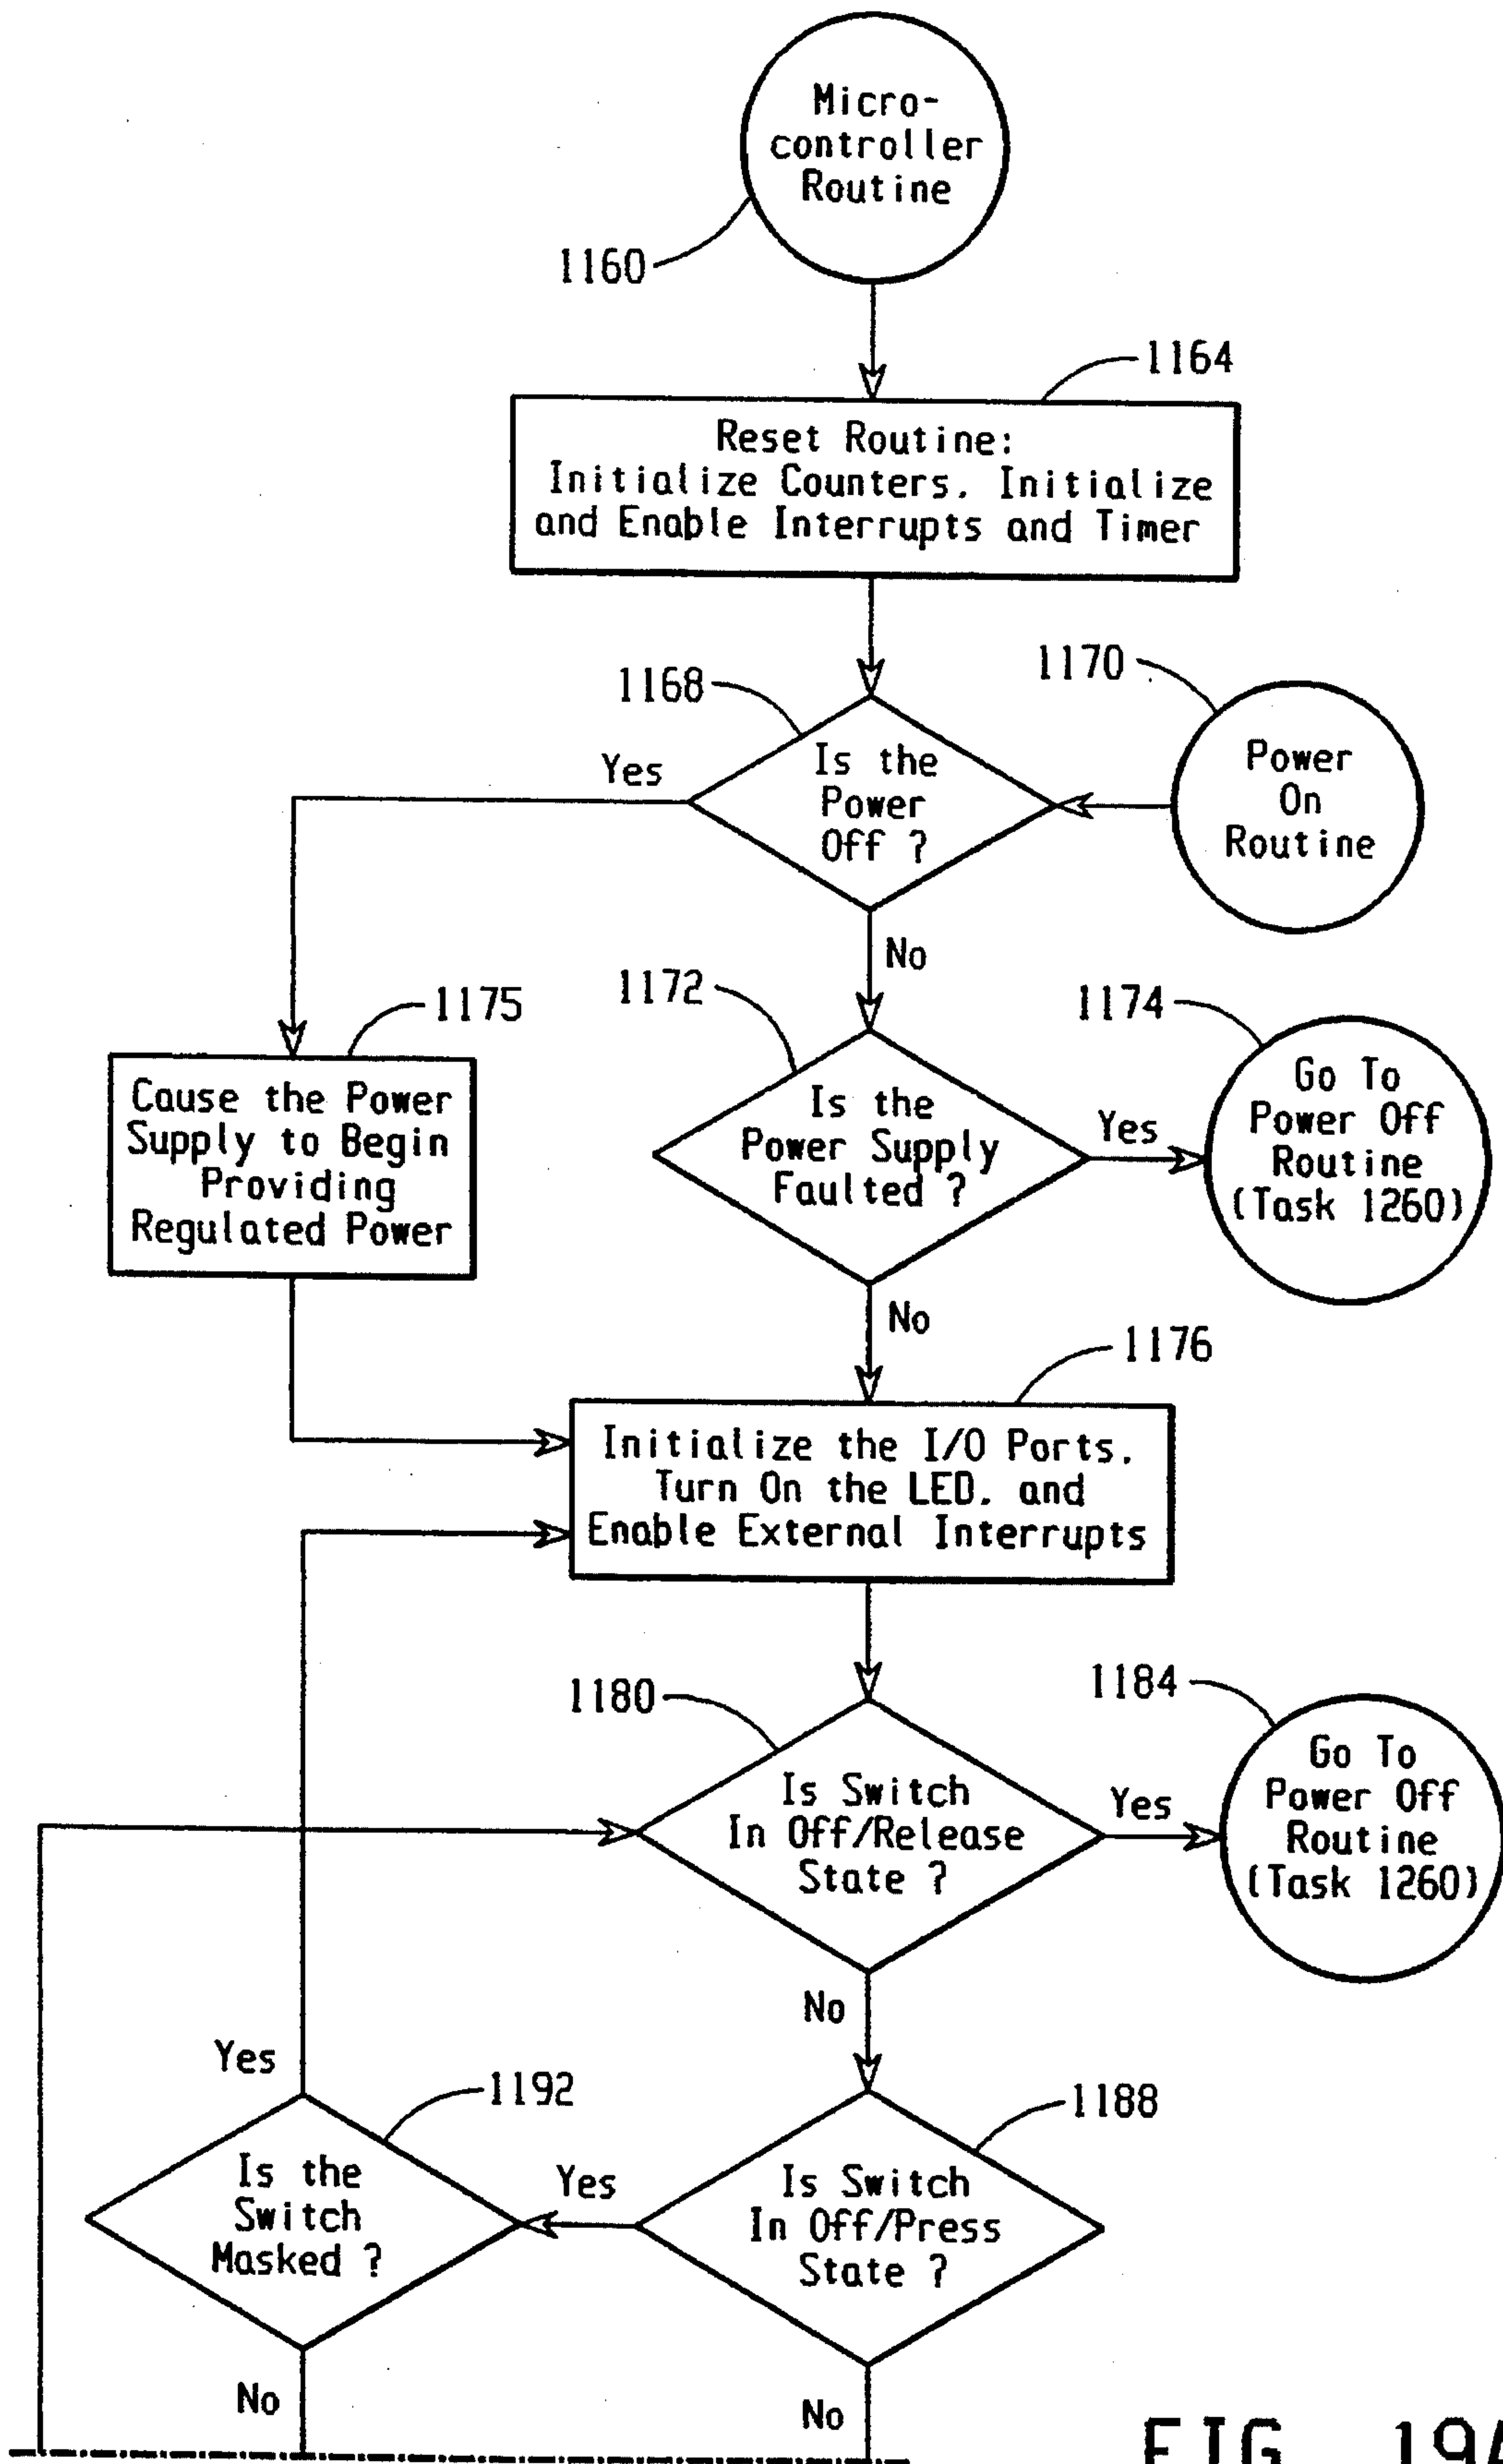 Micro-
controller
Routine
1160
1164
Reset Routine:
Initialize Counters. Initialize
and Enable Interrupts and Timer
1168
1170
Yes
Is the
Power
Off ?
Power
On
Routine
No
1175
1172
1174
Cause the Power
Supply to Begin
Providing
Regulated Power
Is the
Power Supply
Faulted ?
Yes
Go To
Power Off
Routine
(Task 1260)
No
1176
Initialize the I/O Ports.
Turn On the LED. and
Enable External Interrupts
1180
1184
Is Switch
In Off/Release
State ?
Yes
Go To
Power Off
Routine
(Task 1260)
No
Yes
1192
1188
Is the
Switch
Masked ?
Yes
Is Switch
In Off/Press
State ?
No
No
FIG. 19A